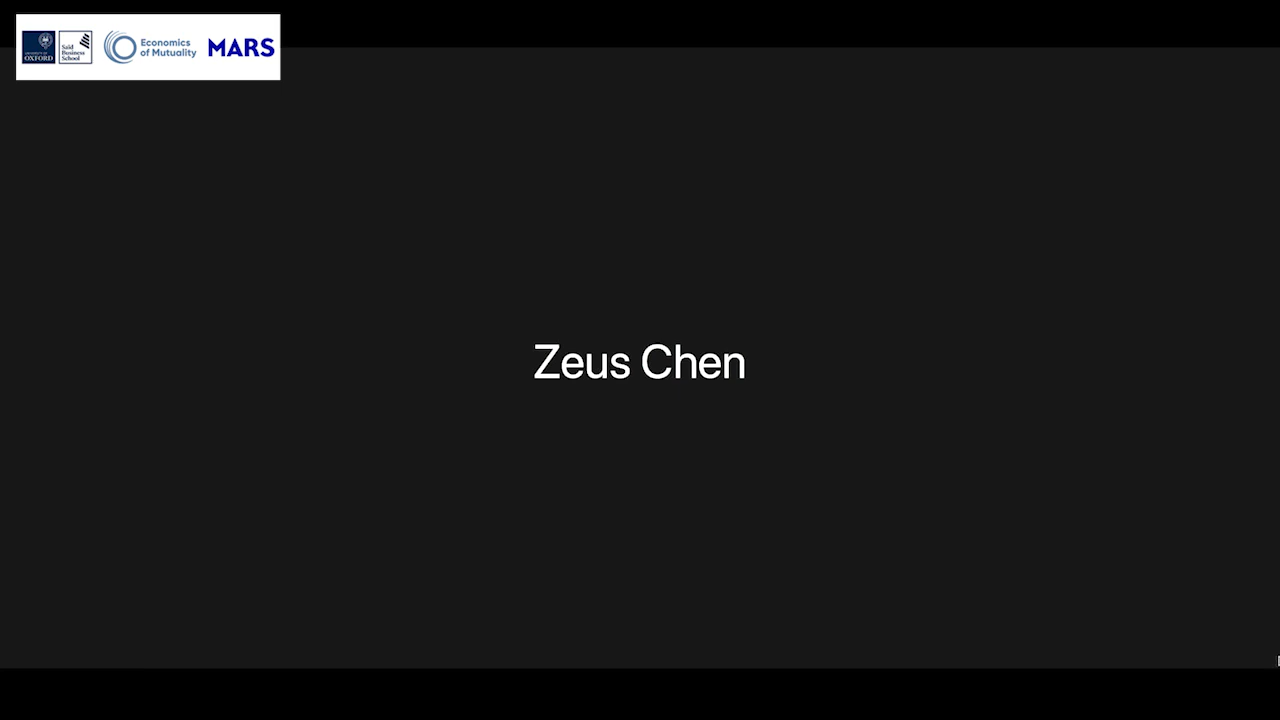 UNIVERSITY OF
OXFORD
Saïd
Business
School
Economics
of Mutuality
MARS
Zeus Chen